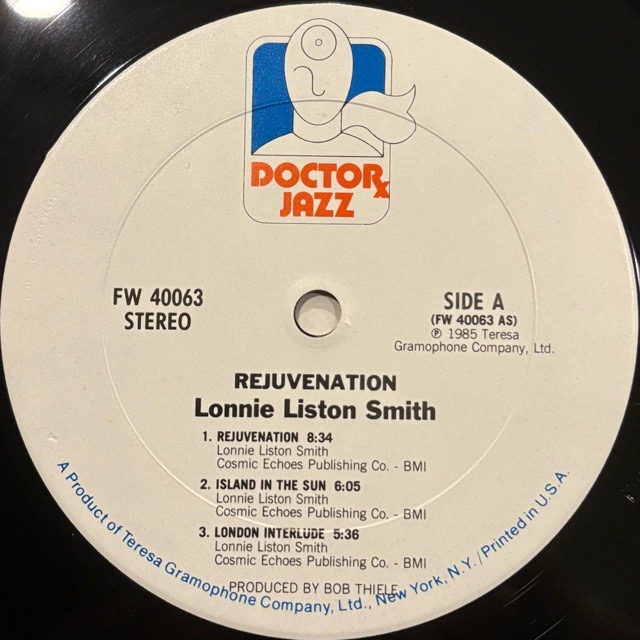 DOCTORx
JAZZ
FW 40063
STEREO
SIDE A
(FW 40063 AS)
℗ 1985 Teresa
Gramophone Company, Ltd.
REJUVENATION
Lonnie Liston Smith
1. REJUVENATION 8:34
Lonnie Liston Smith
Cosmic Echoes Publishing Co. - BMI
2. ISLAND IN THE SUN 6:05
Lonnie Liston Smith
Cosmic Echoes Publishing Co. - BMI
3. LONDON INTERLUDE 5:36
Lonnie Liston Smith
Cosmic Echoes Publishing Co. - BMI
PRODUCED BY BOB THIELE
A Product of Teresa Gramophone Company, Ltd., New York, N.Y./Printed in U.S.A.